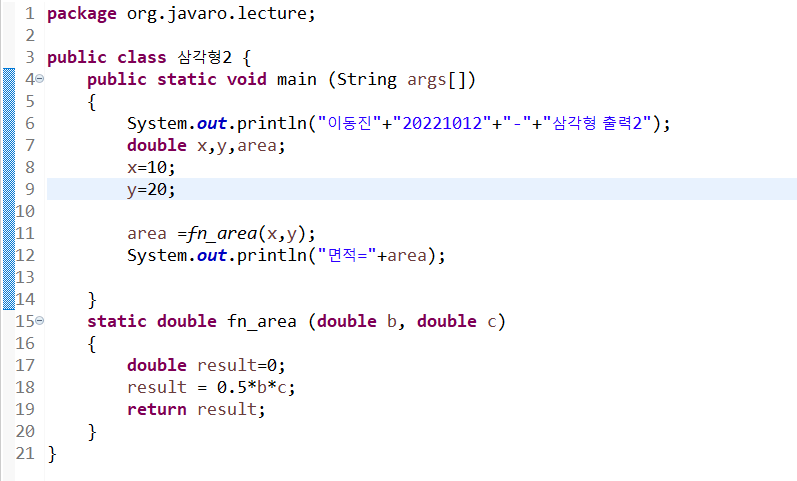 1 package org.javaro.lecture;
2
3 public class 삼각형2 {
4 public static void main (String args[])
5 {
6 System.out.println("이동진"+"20221012"+"-"+"삼각형 출력2");
7 double x,y,area;
8 x=10;
9 y=20;
10
11 area =fn_area(x,y);
12 System.out.println("면적="+area);
13
14 }
15 static double fn_area (double b, double c)
16 {
17 double result=0;
18 result = 0.5*b*c;
19 return result;
20 }
21 }